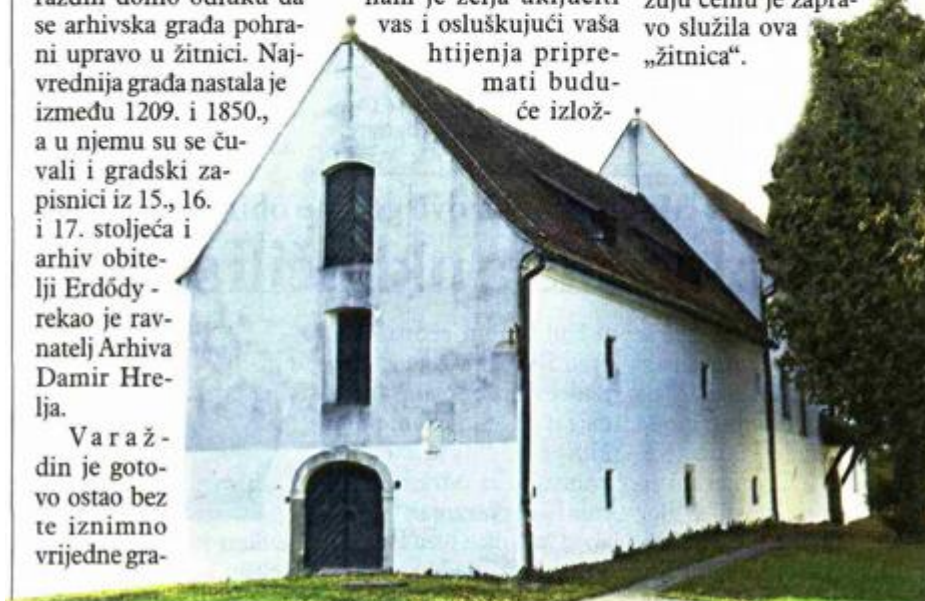 se arhivska građa pohra-
ni upravo u žitnici. Naj-
vrednija građa nastala je
između 1209. i 1850.,
a u njemu su se ču-
vali i gradski za-
pisnici iz 15., 16.
i 17. stoljeća i
arhiv obite-
lji Erdődy -
rekao je rav-
natelj Arhiva
Damir Hre-
lja.
Varaž-
din je goto-
vo ostao bez
te iznimno
vrijedne gra-
vas i osluškujući vaša
htijenja pripre-
mati budu-
će izlož-
vo služila ova
„žitnica“.